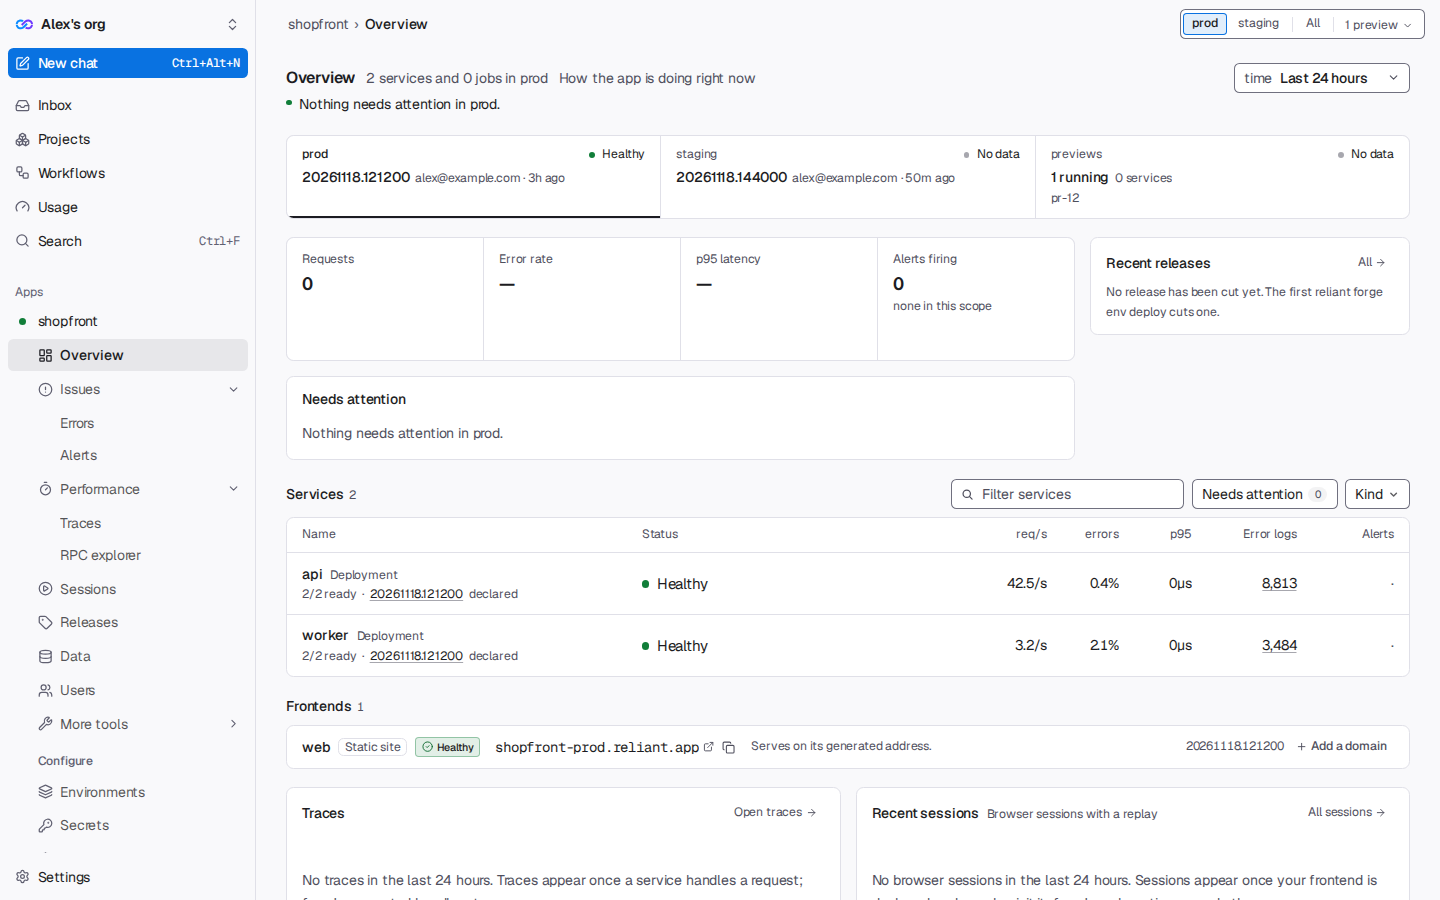 Alex's org
New chat Ctrl+Alt+N
Inbox
Projects
Workflows
Usage
Search Ctrl+F
Apps
shopfront
Overview
Issues
Errors
Alerts
Performance
Traces
RPC explorer
Sessions
Releases
Data
Users
More tools
Configure
Environments
Secrets
Settings
shopfront › Overview
prod staging All 1 preview
Overview 2 services and 0 jobs in prod How the app is doing right now
time Last 24 hours
Nothing needs attention in prod.
prod Healthy
20261118.121200 alex@example.com · 3h ago
staging No data
20261118.144000 alex@example.com · 50m ago
previews No data
1 running 0 services
pr-12
Requests
0
Error rate
—
p95 latency
—
Alerts firing
0
none in this scope
Recent releases All →
No release has been cut yet. The first reliant forge
env deploy cuts one.
Needs attention
Nothing needs attention in prod.
Services 2
Filter services
Needs attention 0
Kind
Name Status req/s errors p95 Error logs Alerts
api Deployment
2/2 ready · 20261118.121200 declared
Healthy 42.5/s 0.4% 0µs 8,813 ·
worker Deployment
2/2 ready · 20261118.121200 declared
Healthy 3.2/s 2.1% 0µs 3,484 ·
Frontends 1
web Static site Healthy shopfront-prod.reliant.app Serves on its generated address. 20261118.121200 + Add a domain
Traces Open traces →
No traces in the last 24 hours. Traces appear once a service handles a request;
Recent sessions Browser sessions with a replay All sessions →
No browser sessions in the last 24 hours. Sessions appear once your frontend is